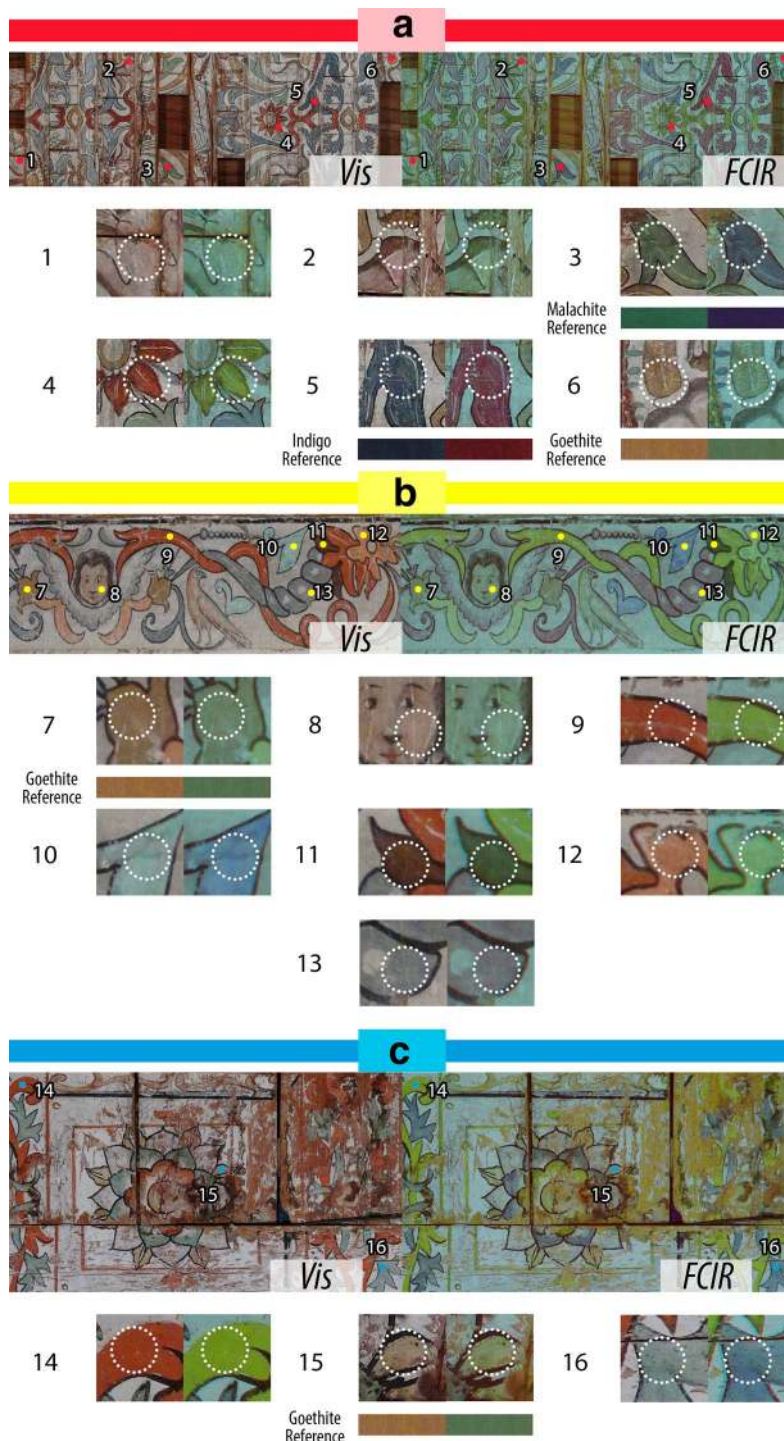 a
2 5 6 2 5 6
1 3 4 1 3 4
Vis FCIR
1 2 3
Malachite
Reference
4 5 6
Indigo
Reference
Goethite
Reference
b
7 8 9 10 11 12 13 7 8 9 10 11 12 13
Vis FCIR
7 8 9
Goethite
Reference
10 11 12
13
c
14 14
15 15
16 16
Vis FCIR
14 15 16
Goethite
Reference